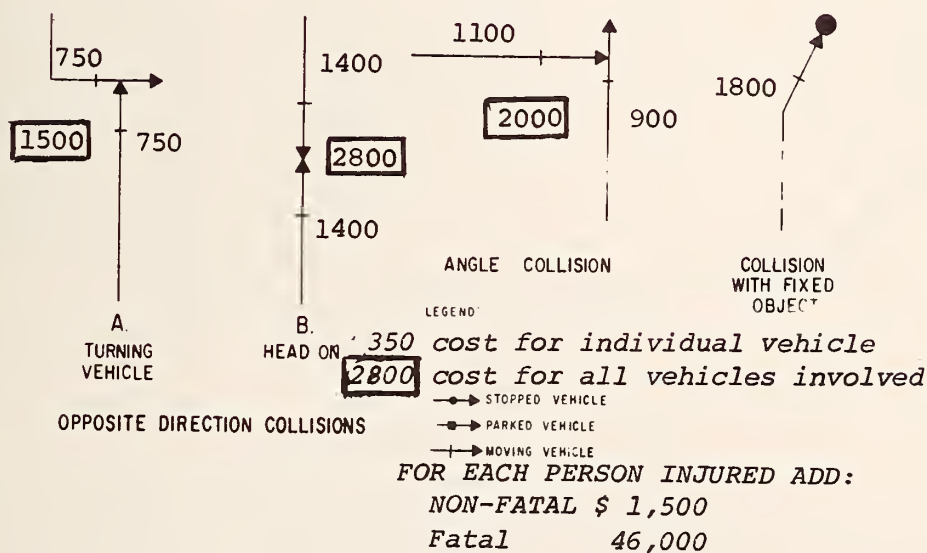 750
750
1500
1400
2800
1400
1100
2000
900
1800
A.
TURNING
VEHICLE
B.
HEAD ON
OPPOSITE DIRECTION COLLISIONS
ANGLE COLLISION
COLLISION
WITH FIXED
OBJECT
LEGEND
350 cost for individual vehicle
2800 cost for all vehicles involved
STOPPED VEHICLE
PARKED VEHICLE
MOVING VEHICLE
FOR EACH PERSON INJURED ADD:
NON-FATAL $ 1,500
Fatal 46,000